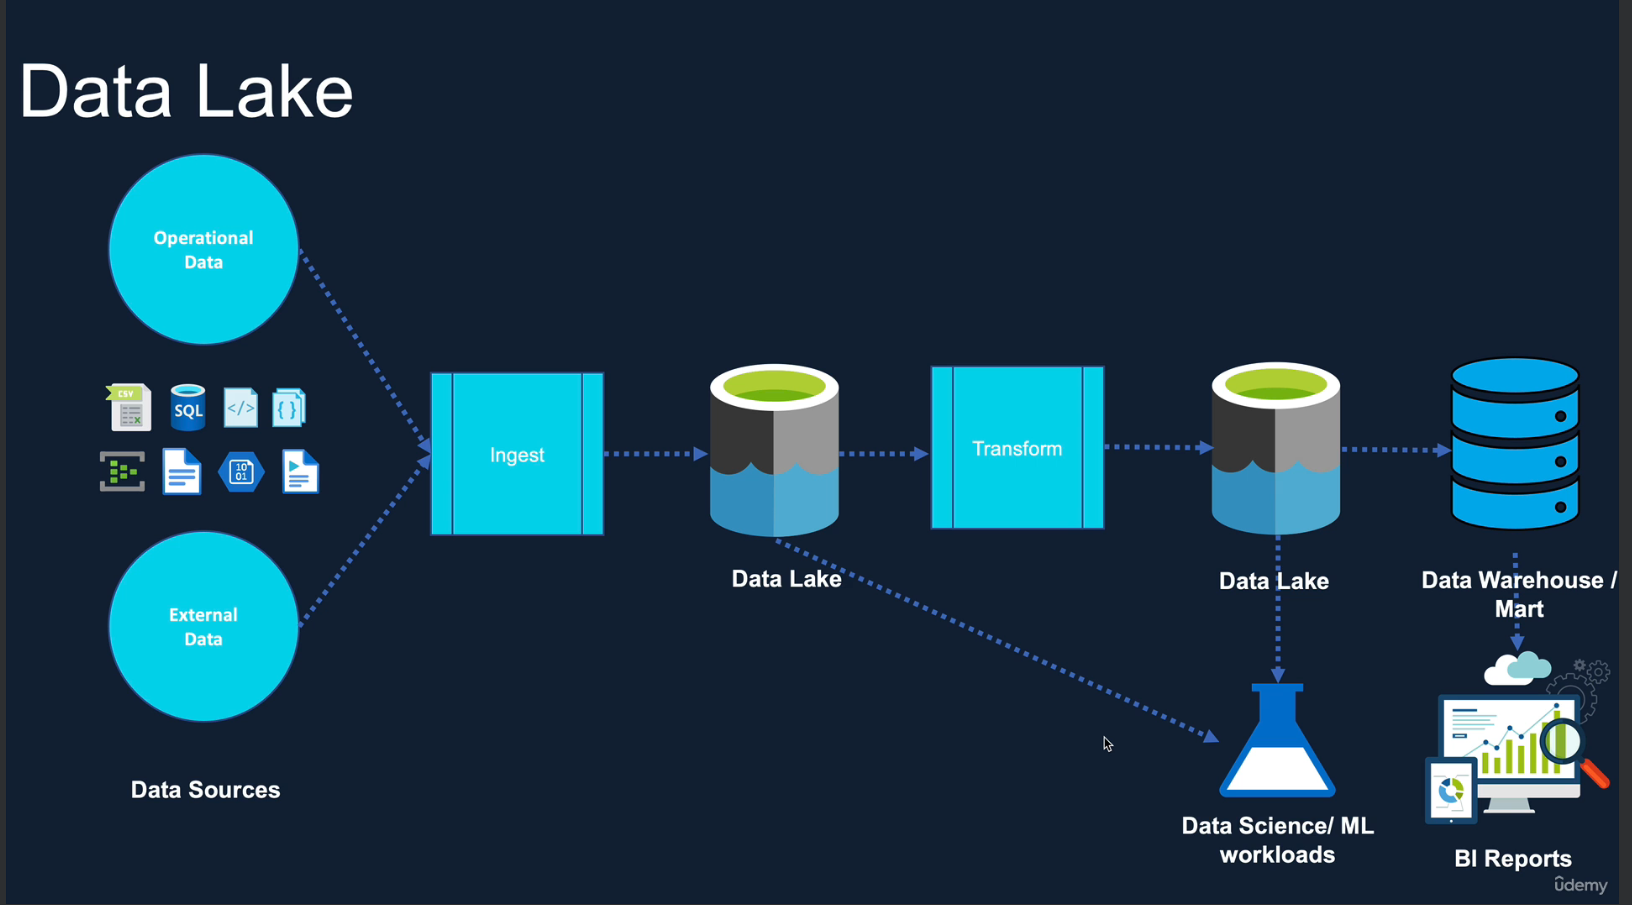 Data Lake
Operational
Data
CSV
SQL
</>
{ }
10
01
External
Data
Data Sources
Ingest
Data Lake
Transform
Data Lake
Data Warehouse /
Mart
Data Science/ ML
workloads
BI Reports
udemy